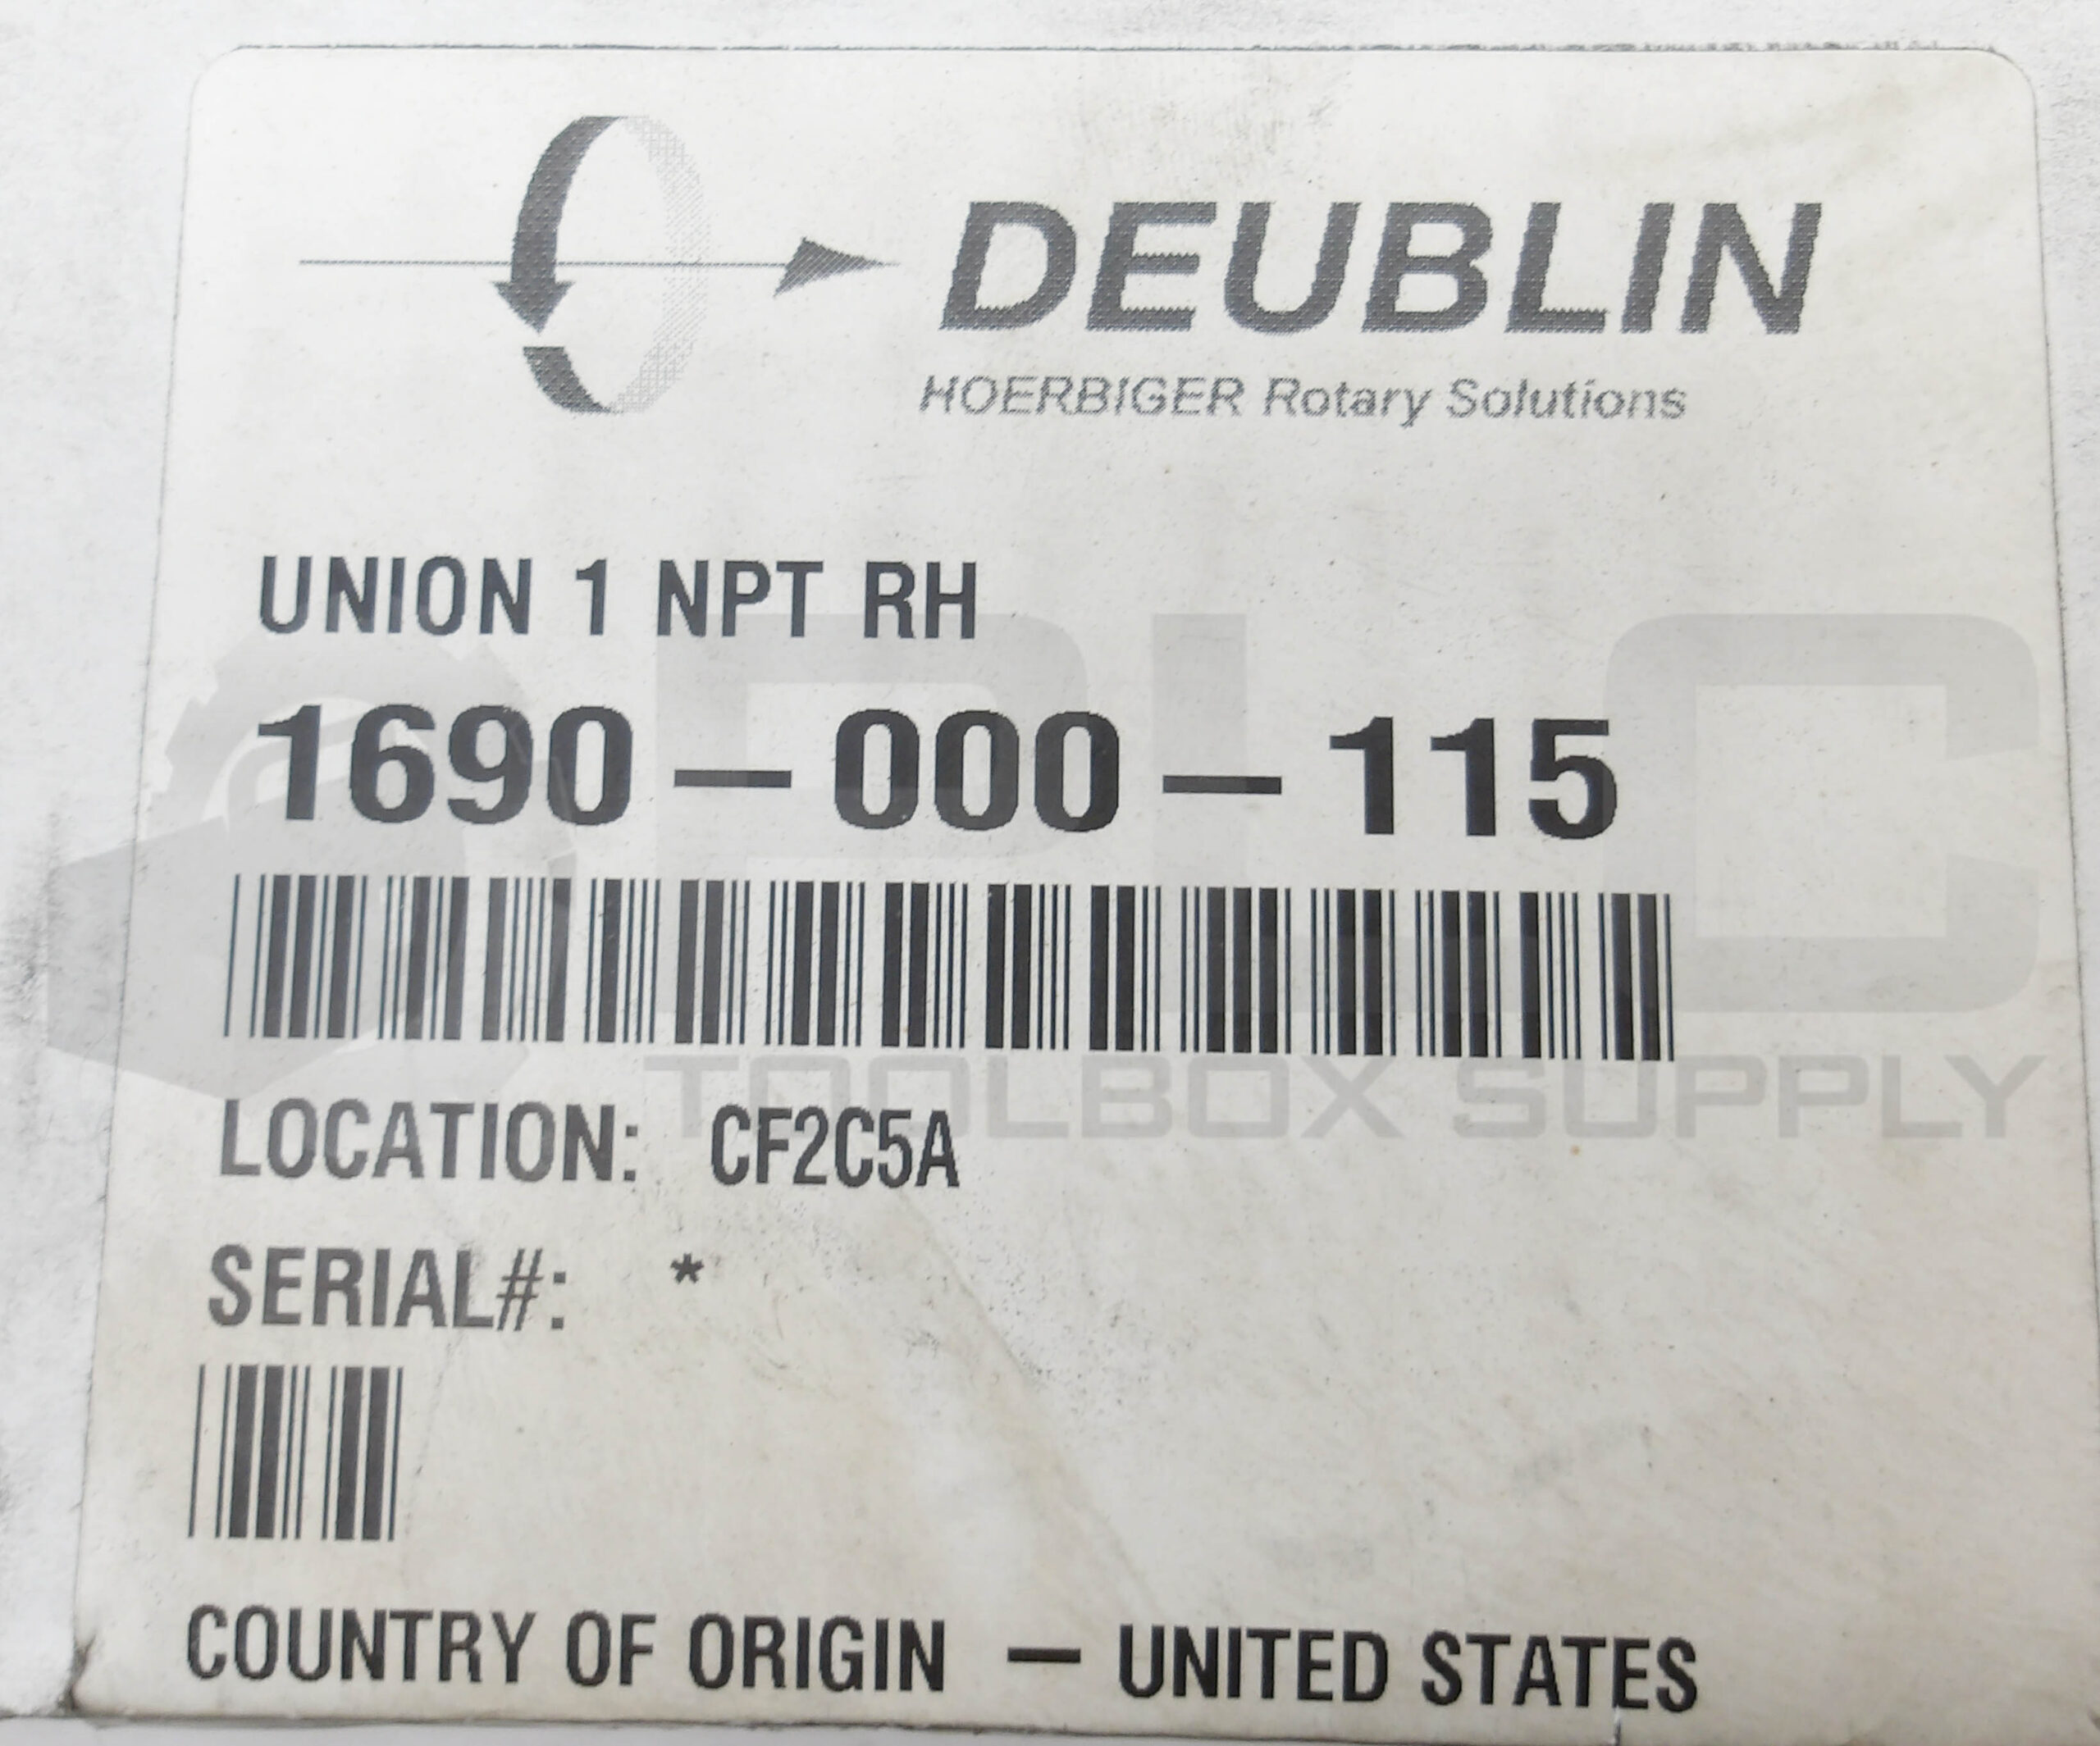 DEUBLIN
HOERBIGER Rotary Solutions
UNION 1 NPT RH
1690-000-115
PLC
TOOLBOX SUPPLY
LOCATION: CF2C5A
SERIAL#: *
COUNTRY OF ORIGIN - UNITED STATES